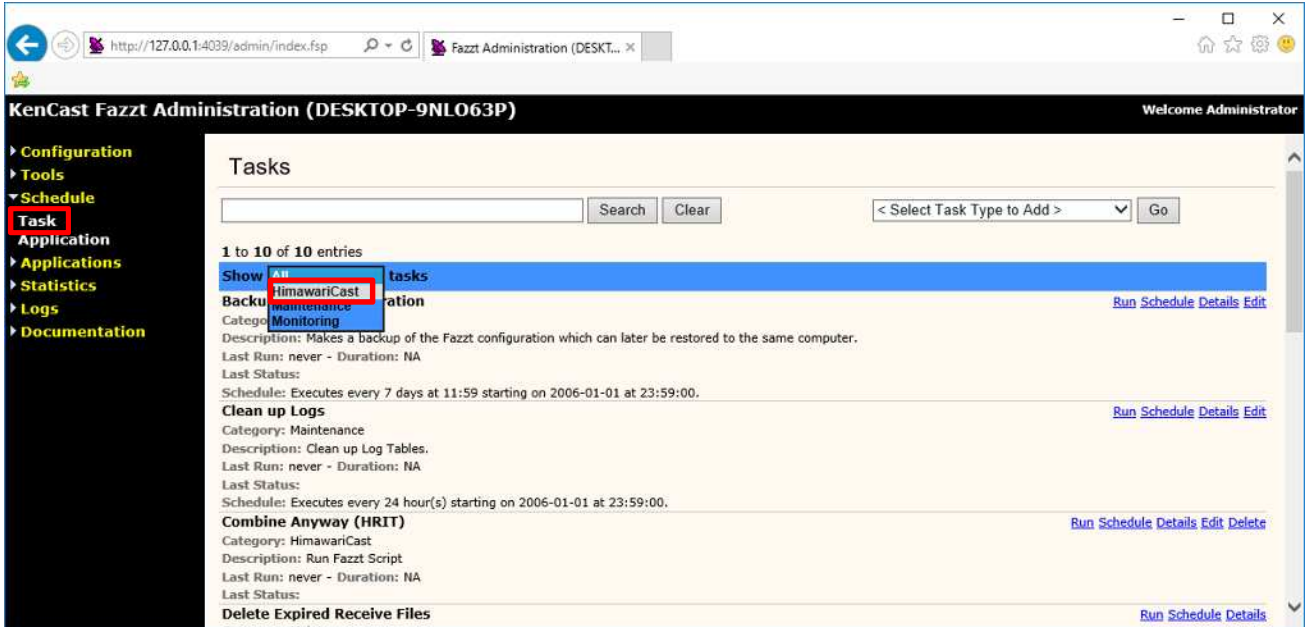 http://127.0.0.1:4039/admin/index.fsp
Fazzt Administration (DESKT...
KenCast Fazzt Administration (DESKTOP-9NLO63P)
Welcome Administrator
Configuration
Tools
Schedule
Task
Application
Applications
Statistics
Logs
Documentation
Tasks
Search Clear
< Select Task Type to Add > Go
1 to 10 of 10 entries
Show All tasks
HimawariCast
Maintenance
Monitoring
Backu ration
Run Schedule Details Edit
Catego
Description: Makes a backup of the Fazzt configuration which can later be restored to the same computer.
Last Run: never - Duration: NA
Last Status:
Schedule: Executes every 7 days at 11:59 starting on 2006-01-01 at 23:59:00.
Clean up Logs
Run Schedule Details Edit
Category: Maintenance
Description: Clean up Log Tables.
Last Run: never - Duration: NA
Last Status:
Schedule: Executes every 24 hour(s) starting on 2006-01-01 at 23:59:00.
Combine Anyway (HRIT)
Run Schedule Details Edit Delete
Category: HimawariCast
Description: Run Fazzt Script
Last Run: never - Duration: NA
Last Status:
Delete Expired Receive Files
Run Schedule Details